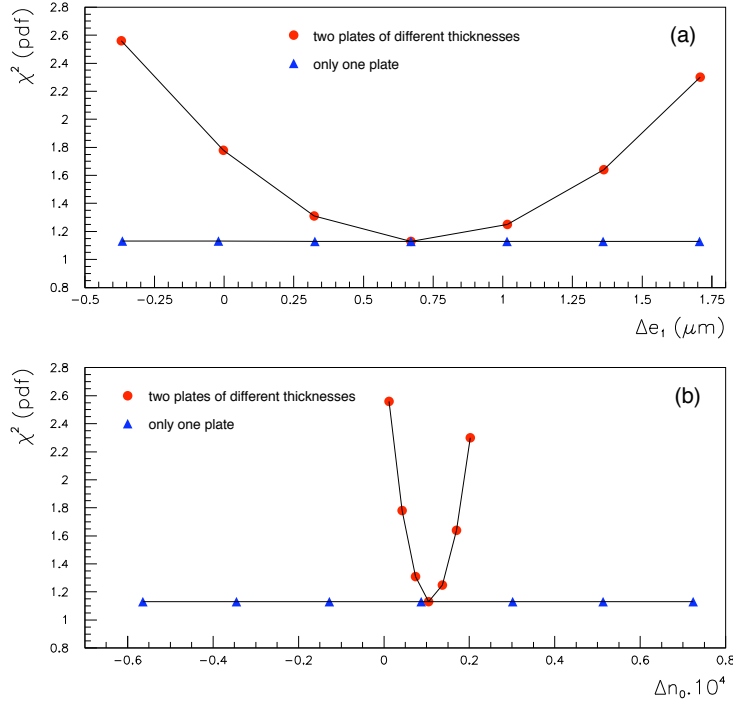 2.8
2.6
2.4
2.2
2
1.8
1.6
1.4
1.2
1
0.8
χ² (pdf)
two plates of different thicknesses
only one plate
(a)
−0.5 −0.25 0 0.25 0.5 0.75 1 1.25 1.5 1.75
Δe₁ (μm)
2.8
2.6
2.4
2.2
2
1.8
1.6
1.4
1.2
1
0.8
χ² (pdf)
two plates of different thicknesses
only one plate
(b)
−0.6 −0.4 −0.2 0 0.2 0.4 0.6 0.8
Δn₀.10⁴